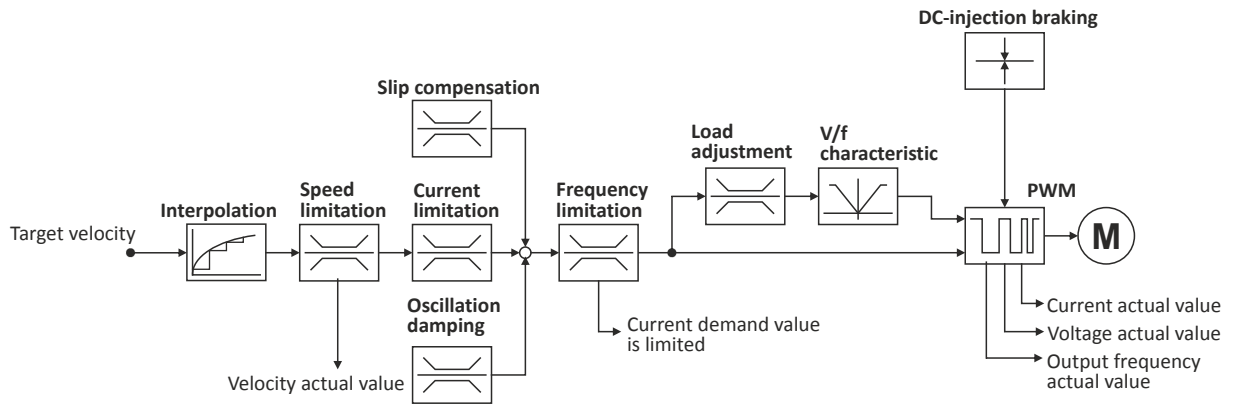 DC-injection braking
Slip compensation
Load
adjustment
V/f
characteristic
Interpolation
Speed
limitation
Current
limitation
Frequency
limitation
PWM
Target velocity
M
Oscillation
damping
Current demand value
is limited
Velocity actual value
Current actual value
Voltage actual value
Output frequency
actual value